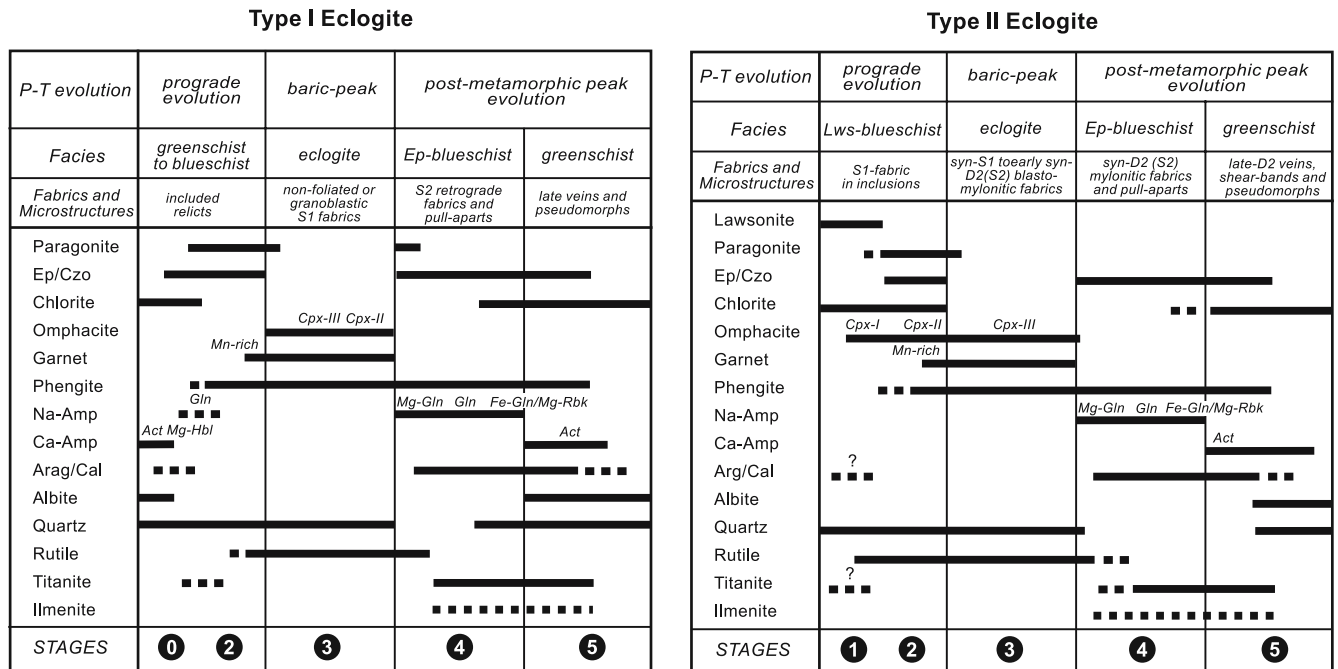 Type I Eclogite
P-T evolution
prograde
evolution
baric-peak
post-metamorphic peak
evolution
Facies
greenschist
to blueschist
eclogite
Ep-blueschist
greenschist
Fabrics and
Microstructures
included
relicts
non-foliated or
granoblastic
S1 fabrics
S2 retrograde
fabrics and
pull-aparts
late veins and
pseudomorphs
Paragonite
Ep/Czo
Chlorite
Omphacite
Cpx-III Cpx-II
Garnet
Mn-rich
Phengite
Na-Amp
Gln
Mg-Gln Gln Fe-Gln/Mg-Rbk
Ca-Amp
Act Mg-Hbl
Act
Arag/Cal
Albite
Quartz
Rutile
Titanite
Ilmenite
STAGES
0 2 3 4 5
Type II Eclogite
P-T evolution
prograde
evolution
baric-peak
post-metamorphic peak
evolution
Facies
Lws-blueschist
eclogite
Ep-blueschist
greenschist
Fabrics and
Microstructures
S1-fabric
in inclusions
syn-S1 toearly syn-
D2(S2) blasto-
mylonitic fabrics
syn-D2 (S2)
mylonitic fabrics
and pull-aparts
late-D2 veins,
shear-bands and
pseudomorphs
Lawsonite
Paragonite
Ep/Czo
Chlorite
Omphacite
Cpx-I Cpx-II Cpx-III
Garnet
Mn-rich
Phengite
Na-Amp
Mg-Gln Gln Fe-Gln/Mg-Rbk
Ca-Amp
Act
Arg/Cal
?
Albite
Quartz
Rutile
Titanite
?
Ilmenite
STAGES
1 2 3 4 5